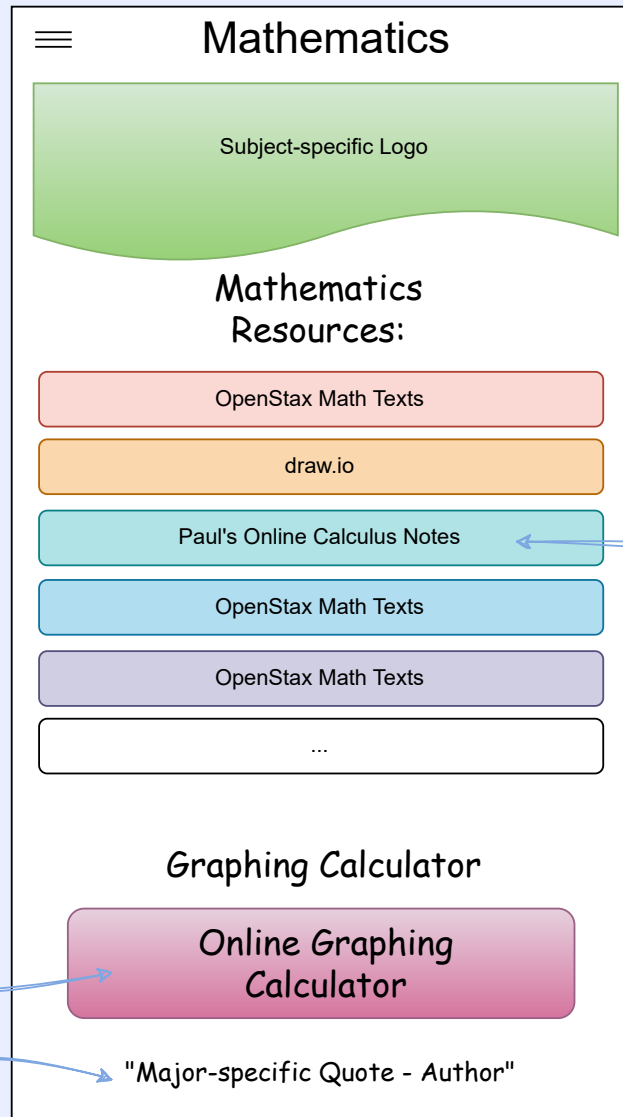 Mathematics
Subject-specific Logo
Mathematics
Resources:
OpenStax Math Texts
draw.io
Paul's Online Calculus Notes
OpenStax Math Texts
OpenStax Math Texts
...
Graphing Calculator
Online Graphing
Calculator
"Major-specific Quote - Author"